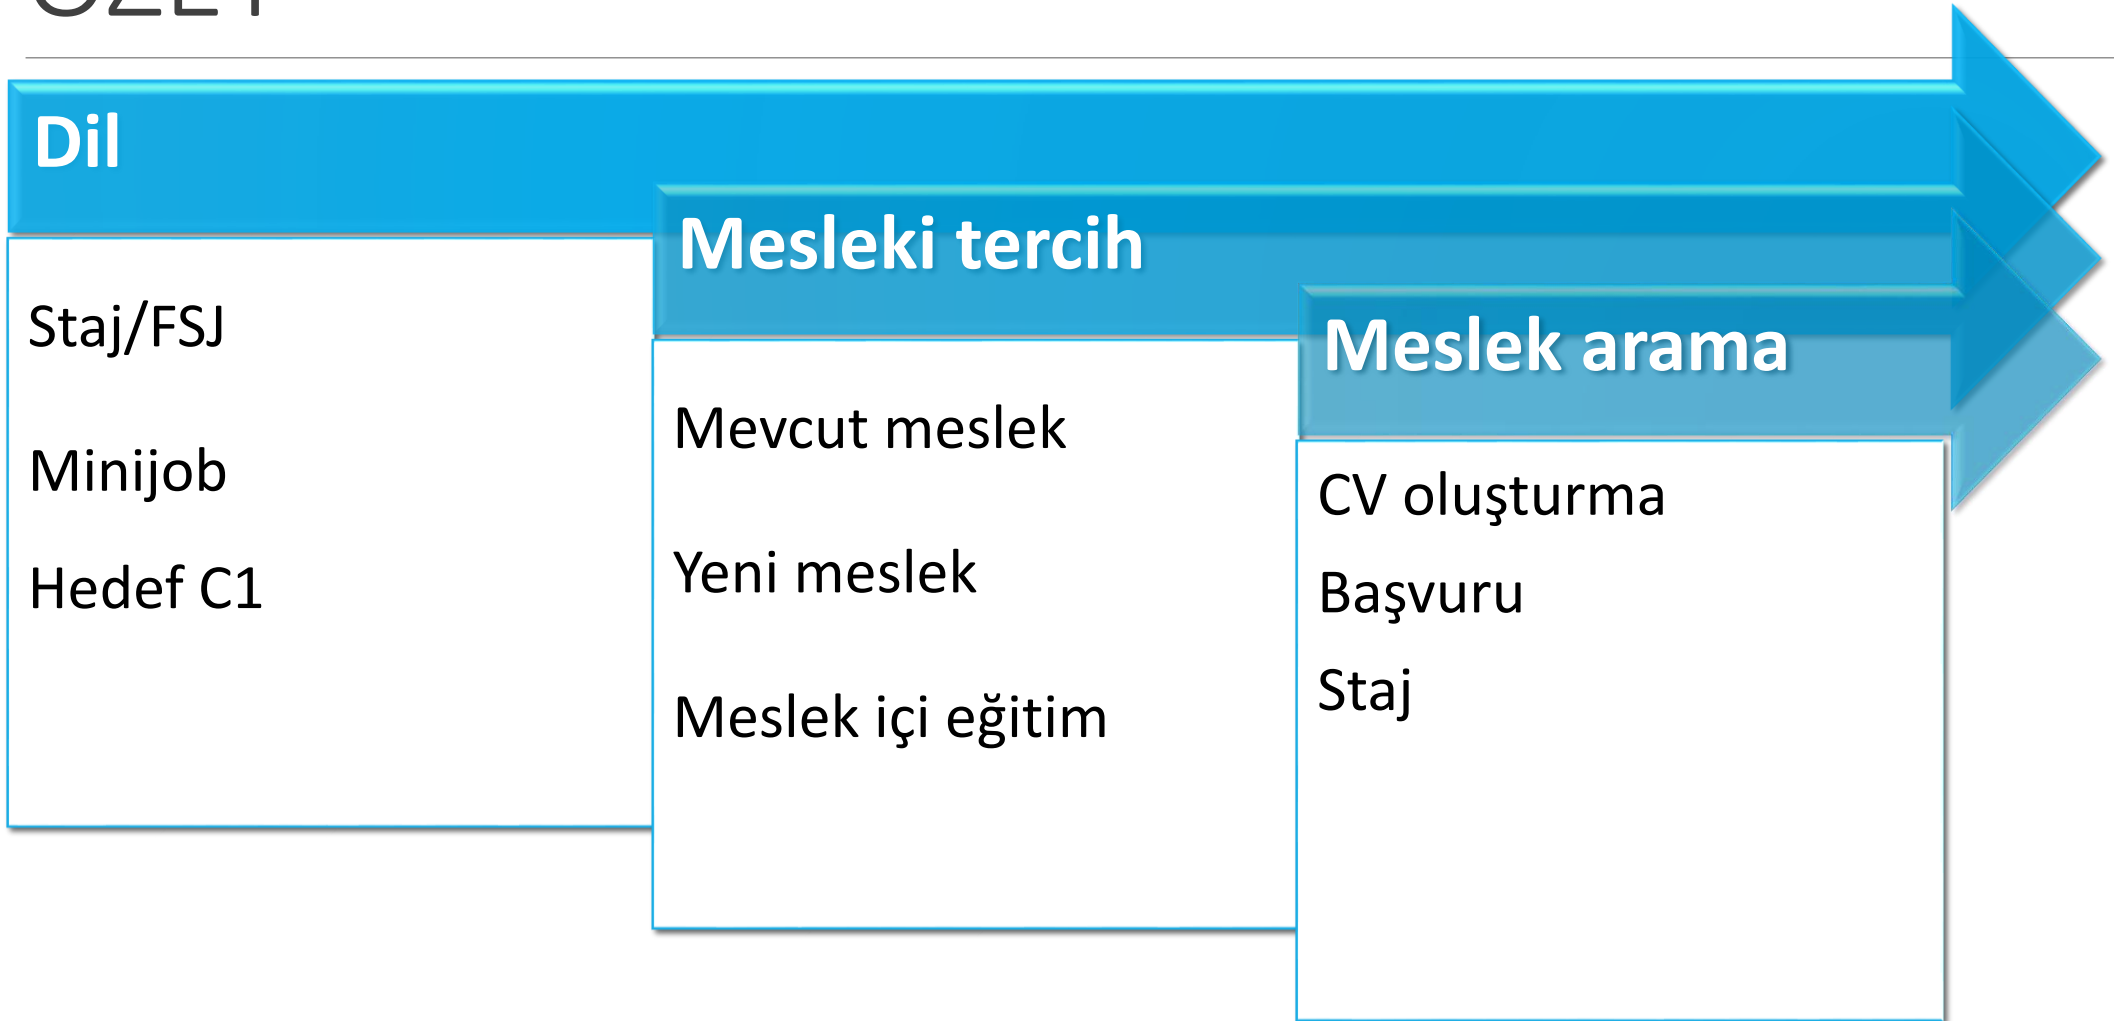 ÖZET
Dil
Staj/FSJ
Minijob
Hedef C1
Mesleki tercih
Mevcut meslek
Yeni meslek
Meslek içi eğitim
Meslek arama
CV oluşturma
Başvuru
Staj